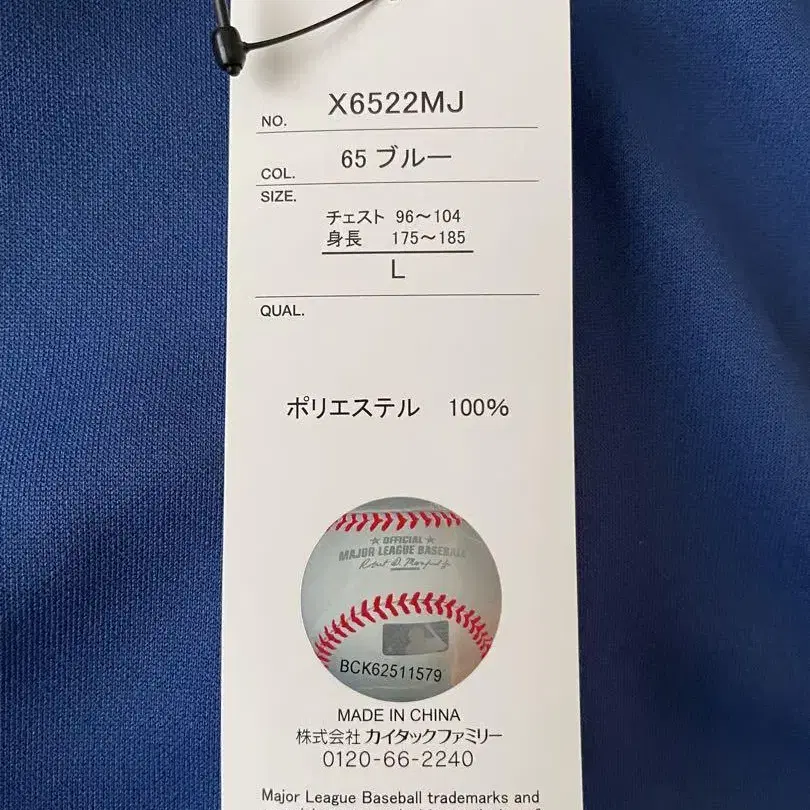 NO. X6522MJ
COL. 65 ブルー
SIZE.
チェスト 96～104
身長 175～185
L
QUAL.
ポリエステル 100%
★ OFFICIAL ★
MAJOR LEAGUE BASEBALL
BCK62511579
MADE IN CHINA
株式会社 カイタックファミリー
0120-66-2240
Major League Baseball trademarks and